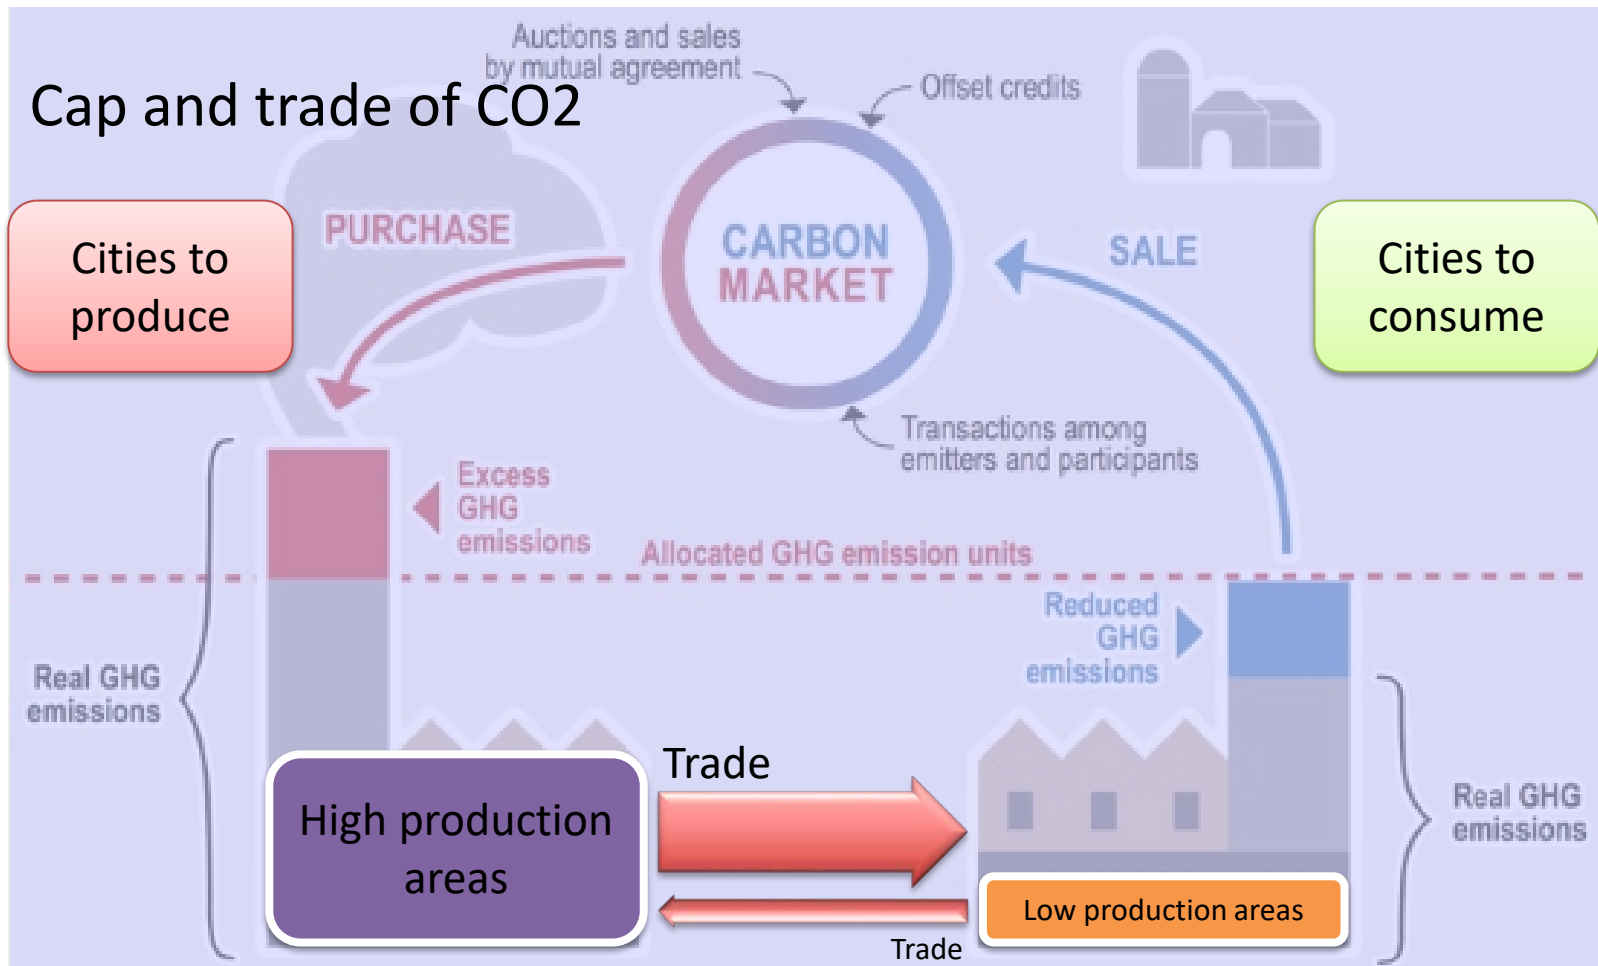 Auctions and sales
by mutual agreement
Offset credits
Cap and trade of CO2
Cities to
produce
PURCHASE
CARBON
MARKET
SALE
Cities to
consume
Transactions among
emitters and participants
Excess
GHG
emissions
Allocated GHG emission units
Reduced
GHG
emissions
Real GHG
emissions
Trade
High production
areas
Real GHG
emissions
Low production areas
Trade